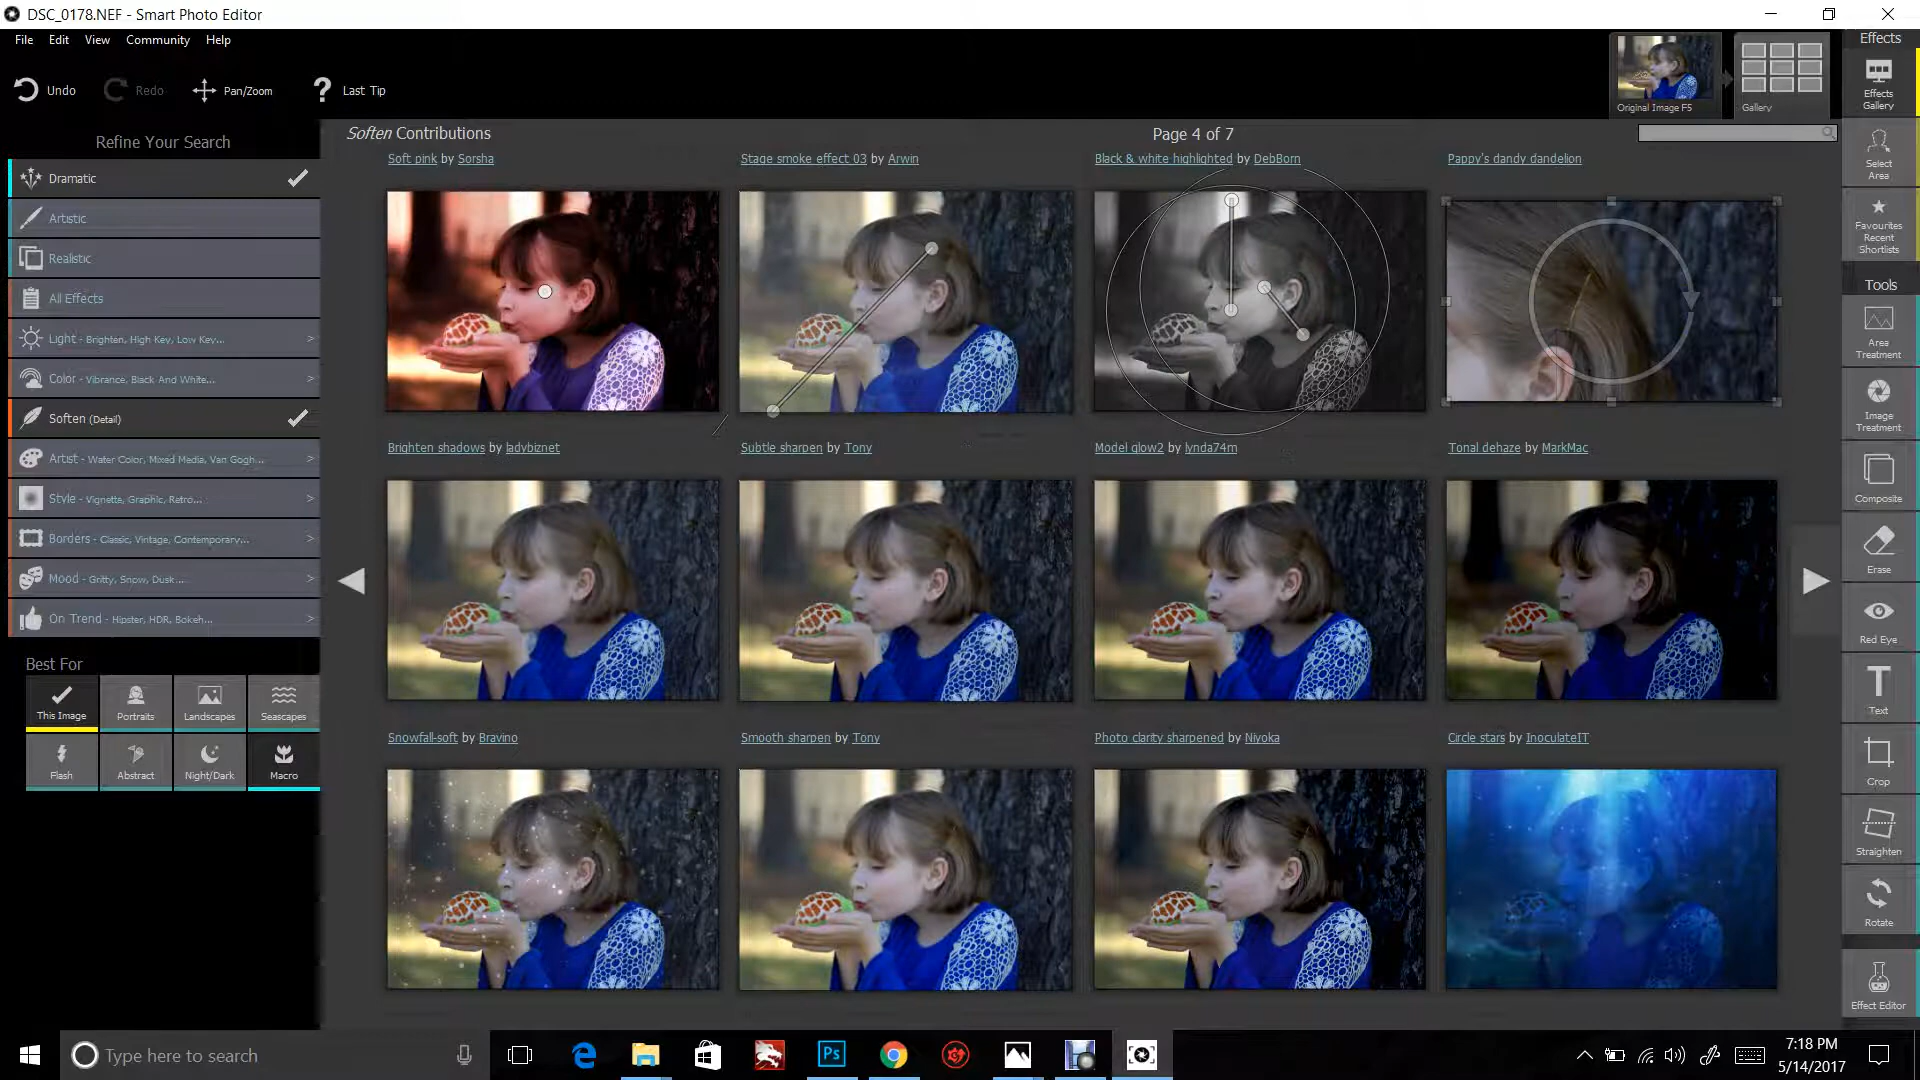 DSC_0178.NEF - Smart Photo Editor
File Edit View Community Help
Undo Redo Pan/Zoom ? Last Tip
Original Image F5
Gallery
Refine Your Search
Dramatic
Artistic
Realistic
All Effects
Light - Brighten, High Key, Low Key... >
Color - Vibrance, Black And White... >
Soften (Detail)
Artist - Water Color, Mixed Media, Van Gogh... >
Style - Vignette, Graphic, Retro... >
Borders - Classic, Vintage, Contemporary... >
Mood - Gritty, Snow, Dusk... >
On Trend - Hipster, HDR, Bokeh... >
Best For
This Image Portraits Landscapes Seascapes
Flash Abstract Night/Dark Macro
Soften Contributions
Page 4 of 7
Soft pink by Sorsha
Stage smoke effect 03 by Arwin
Black & white highlighted by DebBorn
Pappy's dandy dandelion
Brighten shadows by ladybiznet
Subtle sharpen by Tony
Model glow2 by lynda74m
Tonal dehaze by MarkMac
Snowfall-soft by Bravino
Smooth sharpen by Tony
Photo clarity sharpened by Niyoka
Circle stars by InoculateIT
Effects
Effects
Gallery
Select
Area
Favourites
Recent
Shortlists
Tools
Area
Treatment
Image
Treatment
Composite
Erase
Red Eye
T
Text
Crop
Straighten
Rotate
Effect Editor
Type here to search
Ps
7:18 PM
5/14/2017